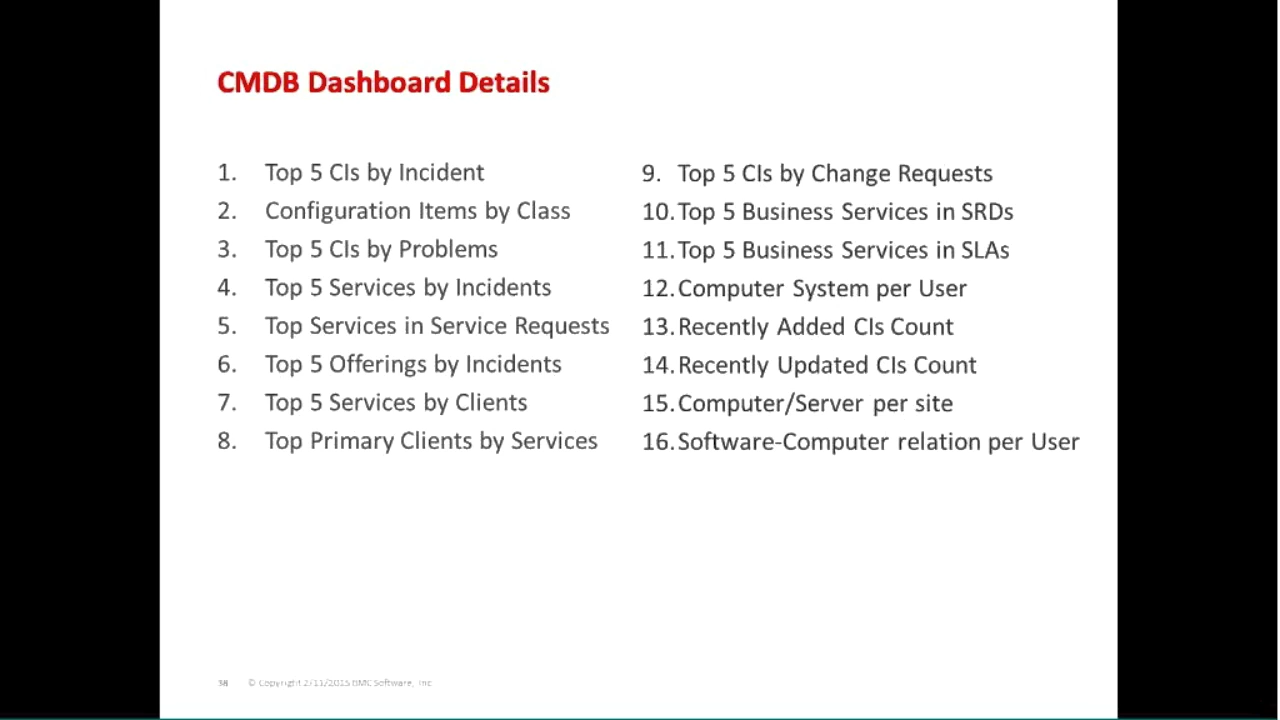 CMDB Dashboard Details
1. Top 5 CIs by Incident
2. Configuration Items by Class
3. Top 5 CIs by Problems
4. Top 5 Services by Incidents
5. Top Services in Service Requests
6. Top 5 Offerings by Incidents
7. Top 5 Services by Clients
8. Top Primary Clients by Services
9. Top 5 CIs by Change Requests
10. Top 5 Business Services in SRDs
11. Top 5 Business Services in SLAs
12. Computer System per User
13. Recently Added CIs Count
14. Recently Updated CIs Count
15. Computer/Server per site
16. Software-Computer relation per User
38 © Copyright 2/11/2015 BMC Software, Inc